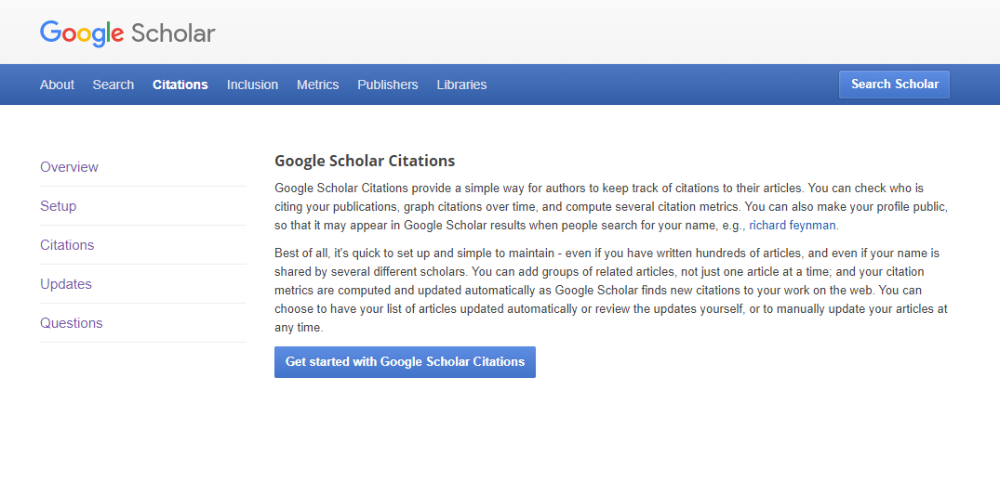 Google Scholar
About Search Citations Inclusion Metrics Publishers Libraries Search Scholar
Overview
Setup
Citations
Updates
Questions
Google Scholar Citations
Google Scholar Citations provide a simple way for authors to keep track of citations to their articles. You can check who is
citing your publications, graph citations over time, and compute several citation metrics. You can also make your profile public,
so that it may appear in Google Scholar results when people search for your name, e.g., richard feynman.
Best of all, it's quick to set up and simple to maintain - even if you have written hundreds of articles, and even if your name is
shared by several different scholars. You can add groups of related articles, not just one article at a time; and your citation
metrics are computed and updated automatically as Google Scholar finds new citations to your work on the web. You can
choose to have your list of articles updated automatically or review the updates yourself, or to manually update your articles at
any time.
Get started with Google Scholar Citations